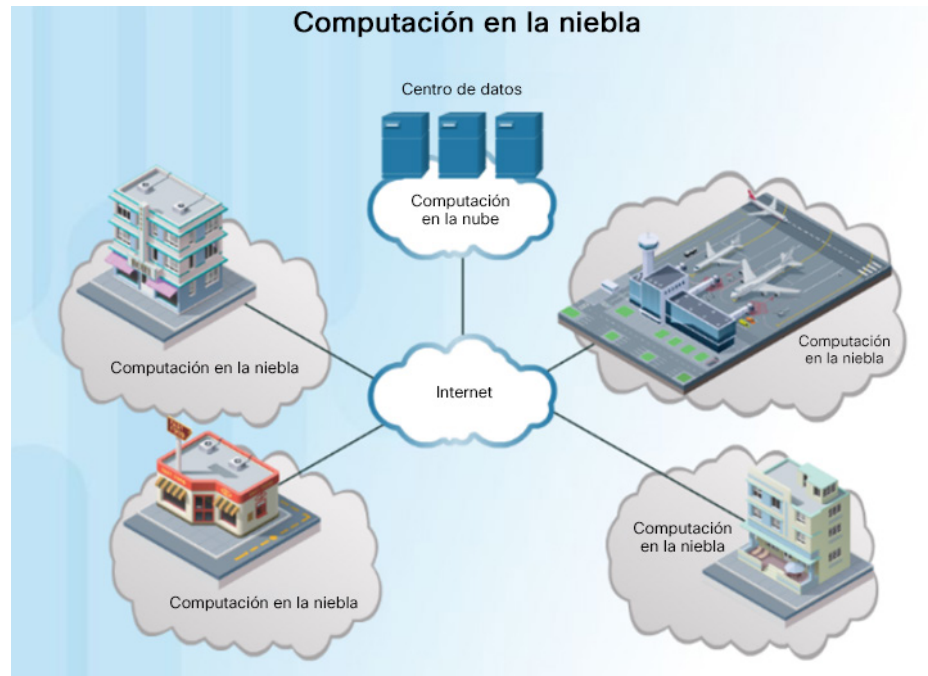 Computación en la niebla
Centro de datos
Computación
en la nube
Computación en la niebla
Computación
en la niebla
Internet
Computación
en la niebla
Computación en la niebla